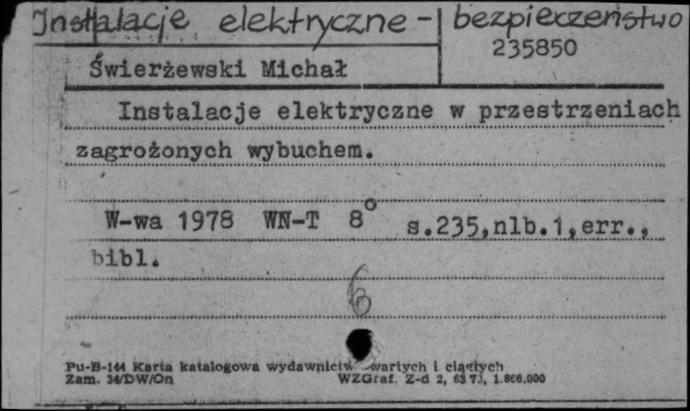 Instalacje elektryczne - bezpieczeństwo
235850
Świerżewski Michał
Instalacje elektryczne w przestrzeniach
zagrożonych wybuchem.
W-wa 1978 WN-T 8° s.235,nlb.1,err.,
bibl.
6
Pu-B-144 Karta katalogowa wydawnictw zwartych i ciągłych
Zam. 34/DW/On WZGraf. Z-d 2,